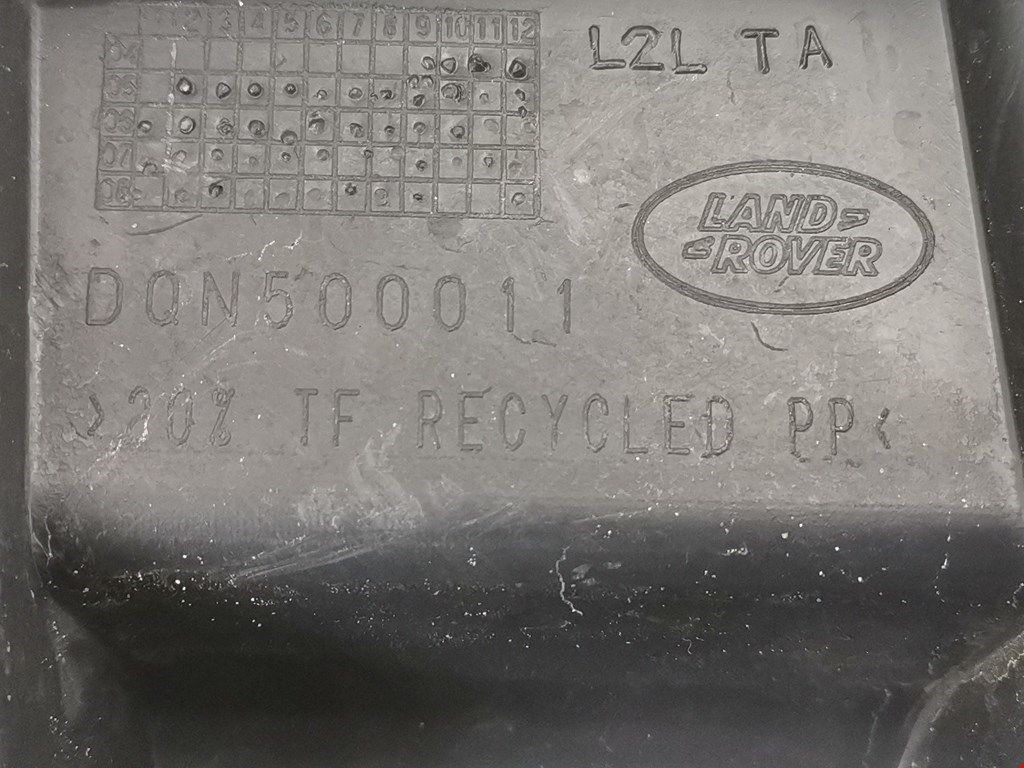 1 2 3 4 5 6 7 8 9 10 11 12
04
05
06
07
08
L2L TA
LAND
ROVER
DQN500011
>20% TF RECYCLED PP<